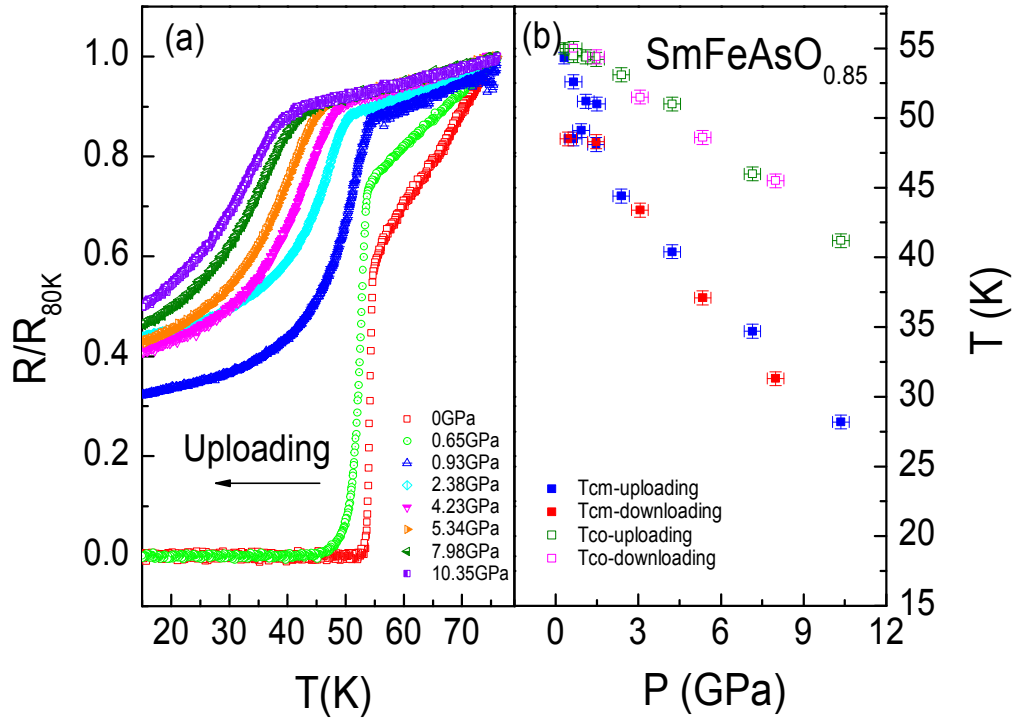 (a)
1.0
0.8
0.6
0.4
0.2
0.0
R/R80K
Uploading
0GPa
0.65GPa
0.93GPa
2.38GPa
4.23GPa
5.34GPa
7.98GPa
10.35GPa
20 30 40 50 60 70
T(K)
(b)
SmFeAsO0.85
Tcm-uploading
Tcm-downloading
Tco-uploading
Tco-downloading
55
50
45
40
35
30
25
20
15
T (K)
0 3 6 9 12
P (GPa)